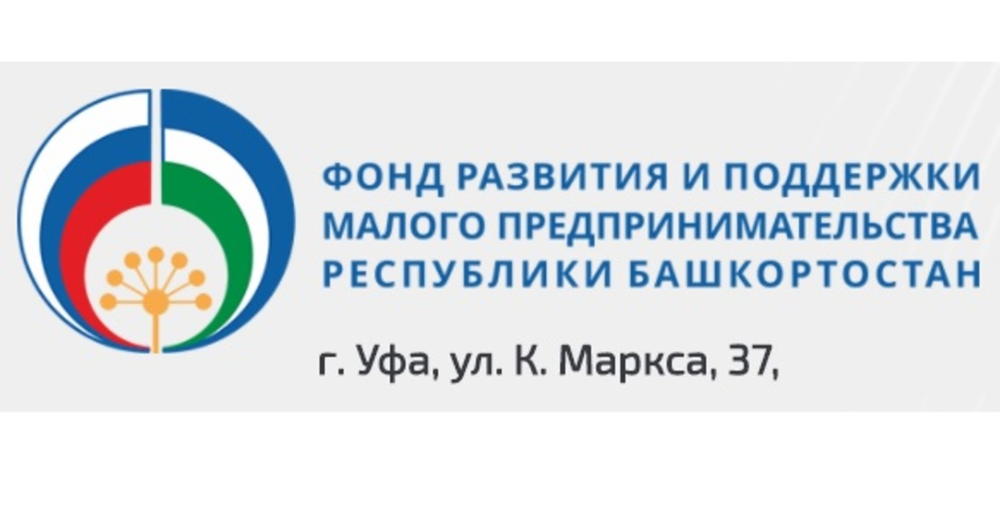 ФОНД РАЗВИТИЯ И ПОДДЕРЖКИ
МАЛОГО ПРЕДПРИНИМАТЕЛЬСТВА
РЕСПУБЛИКИ БАШКОРТОСТАН
г. Уфа, ул. К. Маркса, 37,